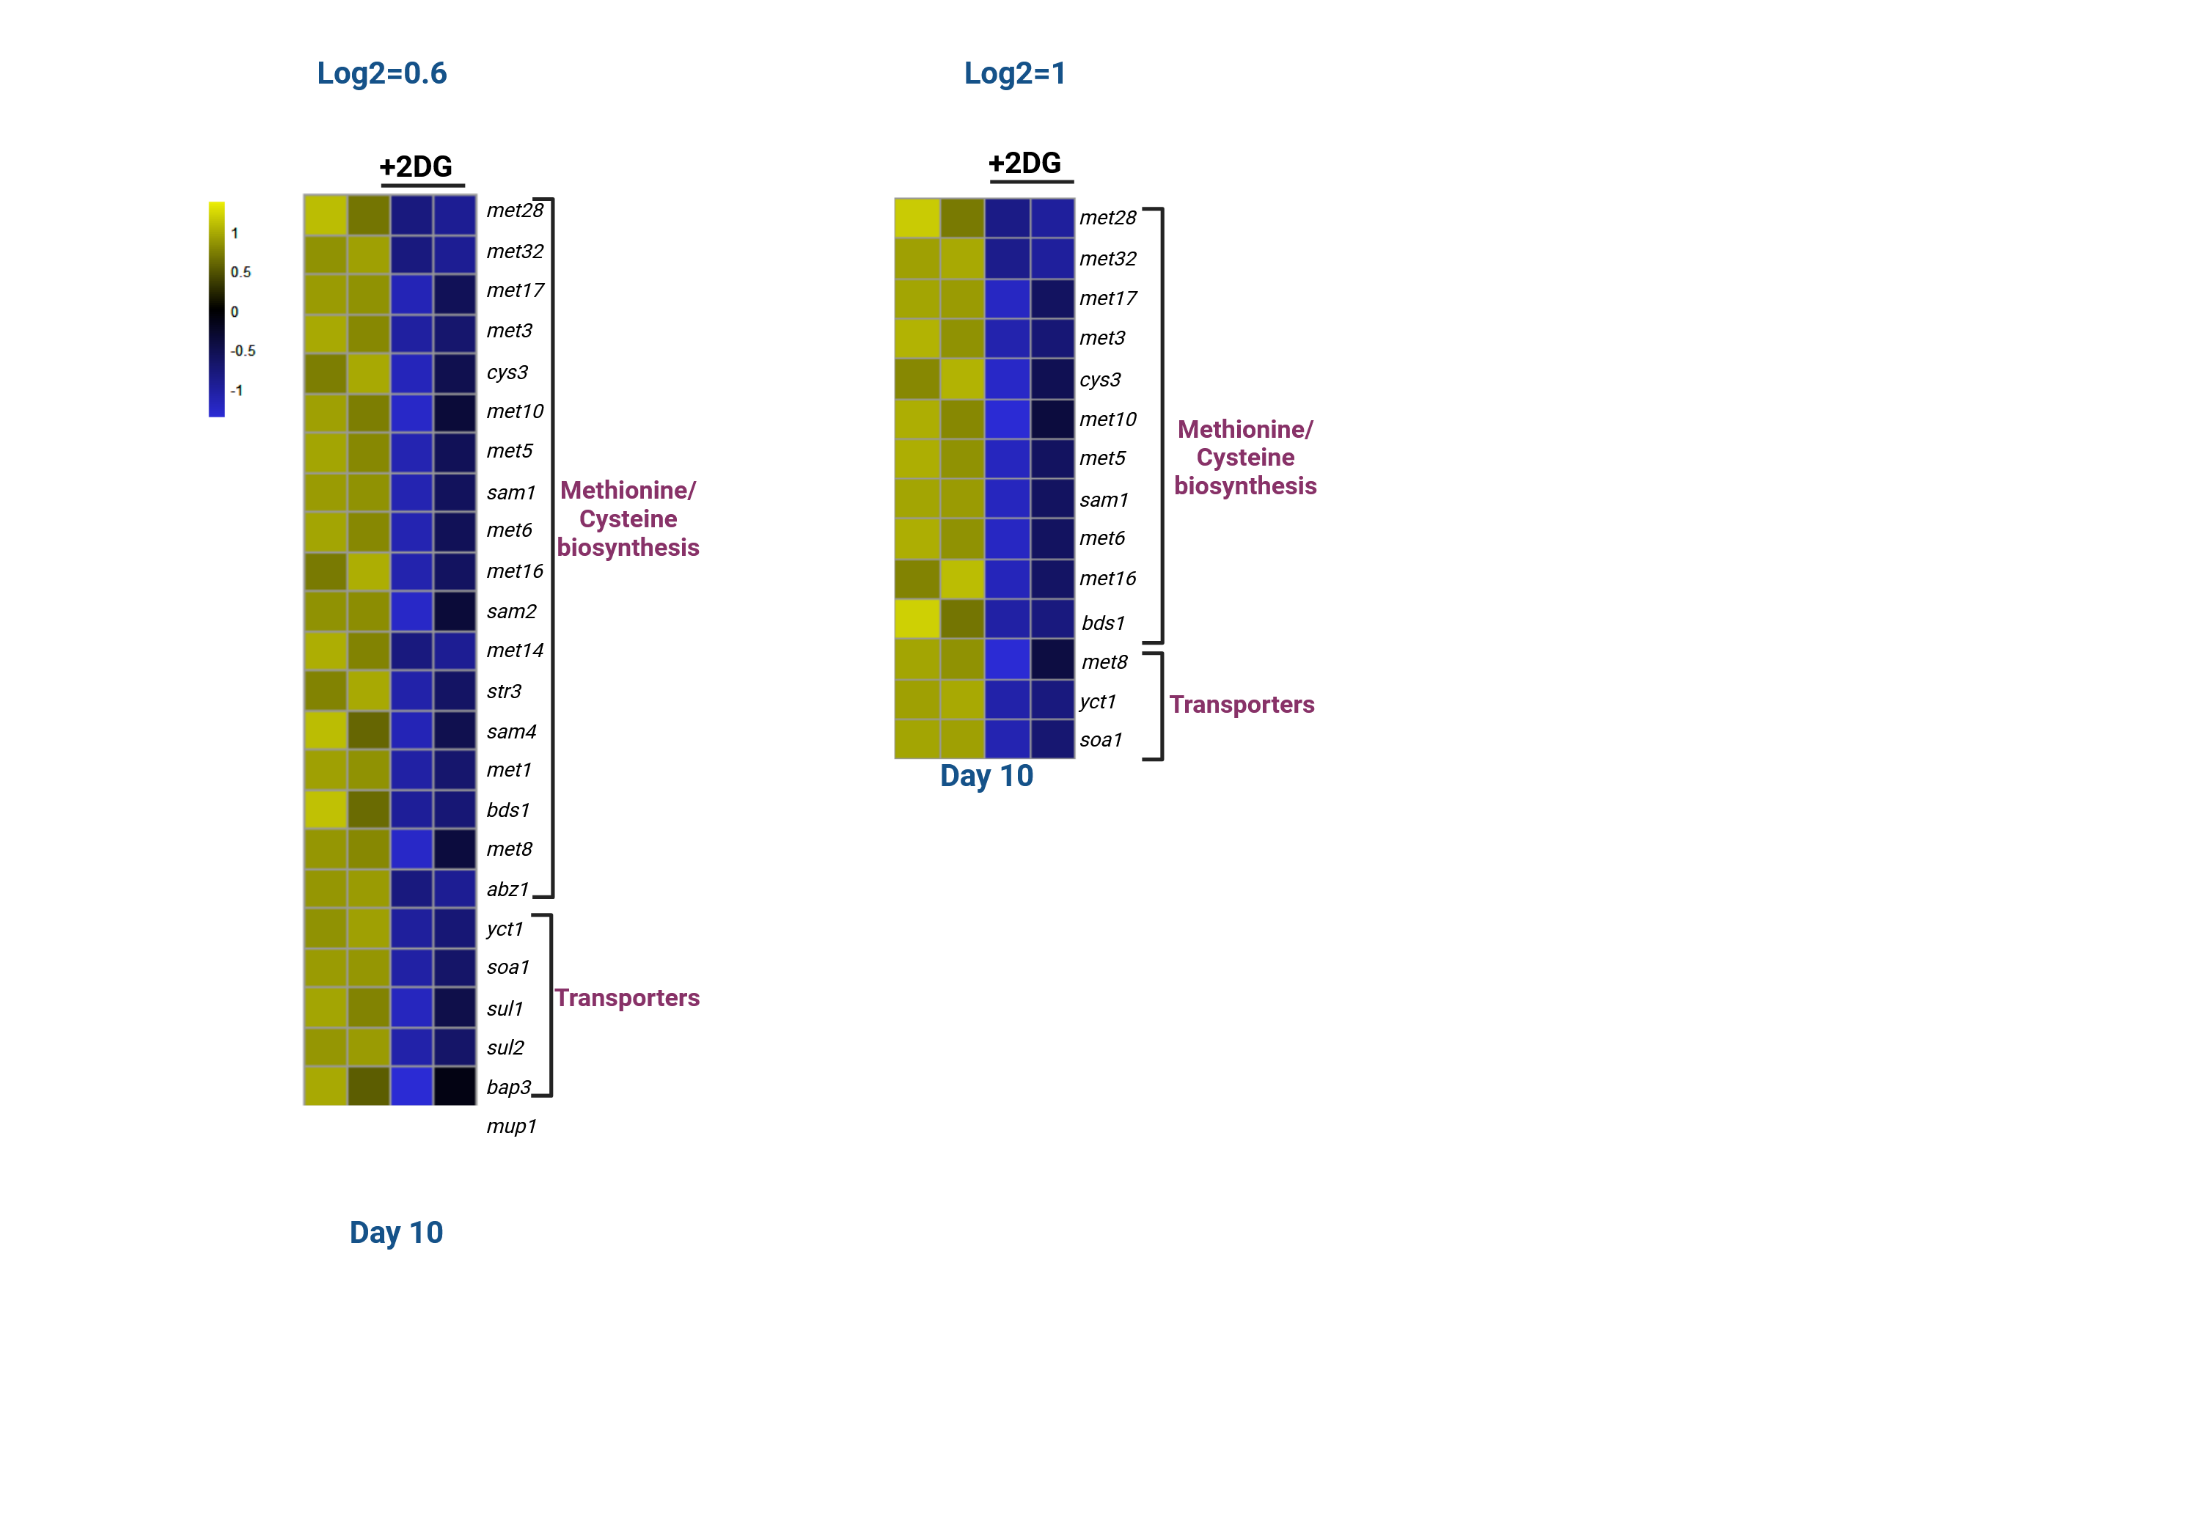 Log2=0.6
+2DG
1
0.5
0
-0.5
-1
met28
met32
met17
met3
cys3
met10
met5
sam1
met6
met16
sam2
met14
str3
sam4
met1
bds1
met8
abz1
yct1
soa1
sul1
sul2
bap3
mup1
Methionine/
Cysteine
biosynthesis
Transporters
Day 10
Log2=1
+2DG
met28
met32
met17
met3
cys3
met10
met5
sam1
met6
met16
bds1
met8
yct1
soa1
Methionine/
Cysteine
biosynthesis
Transporters
Day 10